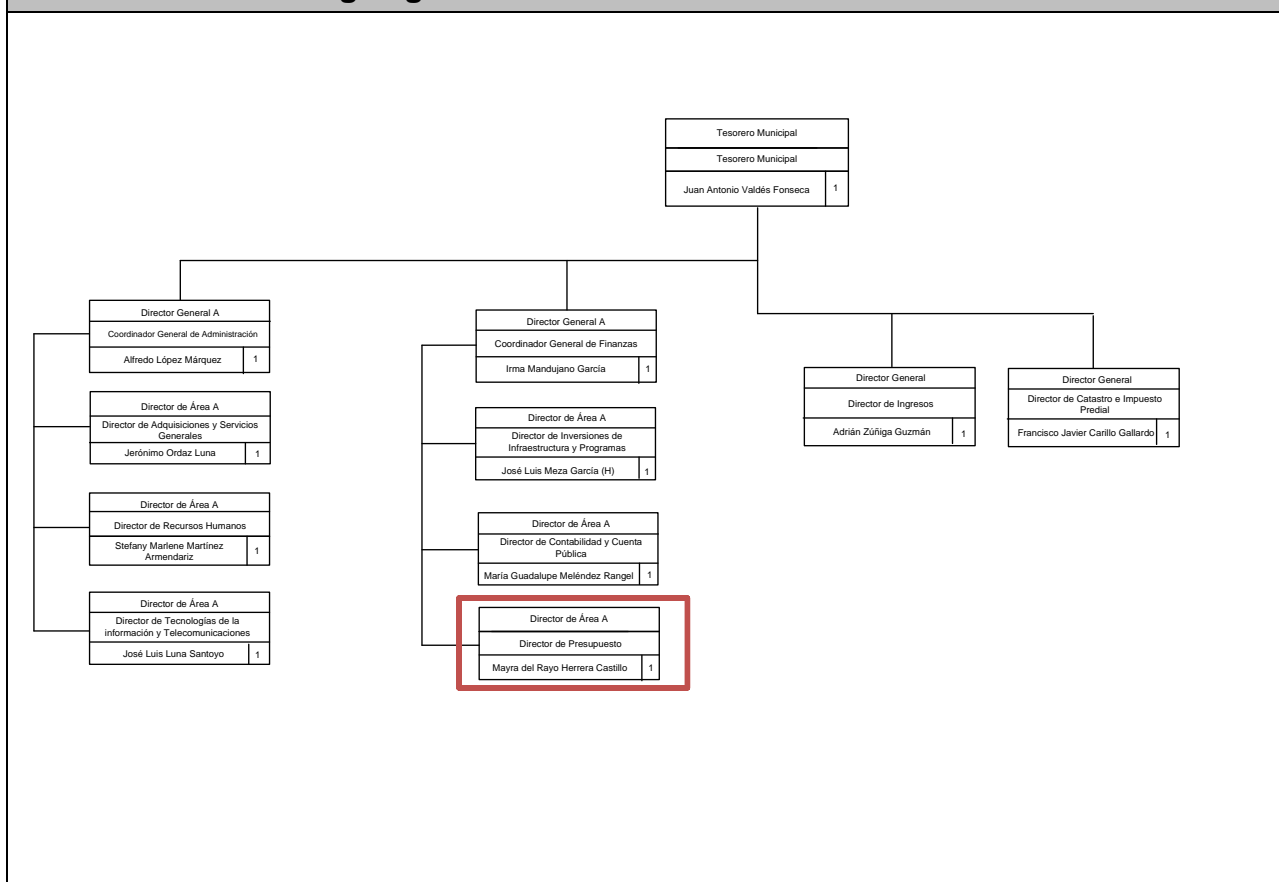 Tesorero Municipal
Tesorero Municipal
Juan Antonio Valdés Fonseca 1
Director General A
Coordinador General de Administración
Alfredo López Márquez 1
Director de Área A
Director de Adquisiciones y Servicios
Generales
Jerónimo Ordaz Luna 1
Director de Área A
Director de Recursos Humanos
Stefany Marlene Martínez
Armendariz 1
Director de Área A
Director de Tecnologías de la
información y Telecomunicaciones
José Luis Luna Santoyo 1
Director General A
Coordinador General de Finanzas
Irma Mandujano García 1
Director de Área A
Director de Inversiones de
Infraestructura y Programas
José Luis Meza García (H) 1
Director de Área A
Director de Contabilidad y Cuenta
Pública
María Guadalupe Meléndez Rangel 1
Director de Área A
Director de Presupuesto
Mayra del Rayo Herrera Castillo 1
Director General
Director de Ingresos
Adrián Zúñiga Guzmán 1
Director General
Director de Catastro e Impuesto
Predial
Francisco Javier Carillo Gallardo 1